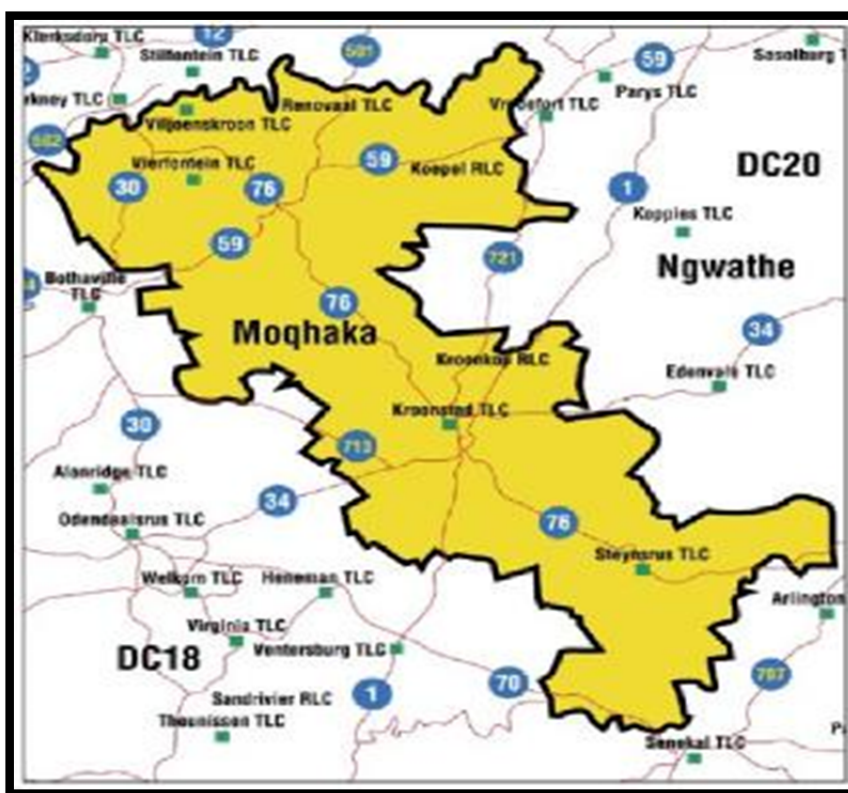 Klerksdorp TLC
12
Stilfontein TLC
501
59
Sasolburg T
rkney TLC
Parys TLC
Renovaal TLC
Vredefort TLC
Viljoenskroon TLC
Vierfontein TLC
59
Koepel RLC
DC20
30
76
1
Koppies TLC
59
721
Ngwathe
Bothaville
TLC
76
34
Moqhaka
Kroonkop RLC
Edenvale TLC
Kroonstad TLC
30
713
Alanridge TLC
34
Odendaalsrus TLC
76
Steynsrus TLC
Welkom TLC
Heneman TLC
Arlington
Virginia TLC
Ventersburg TLC
DC18
707
70
1
Sandrivier RLC
Theunissen TLC
Senekal TLC